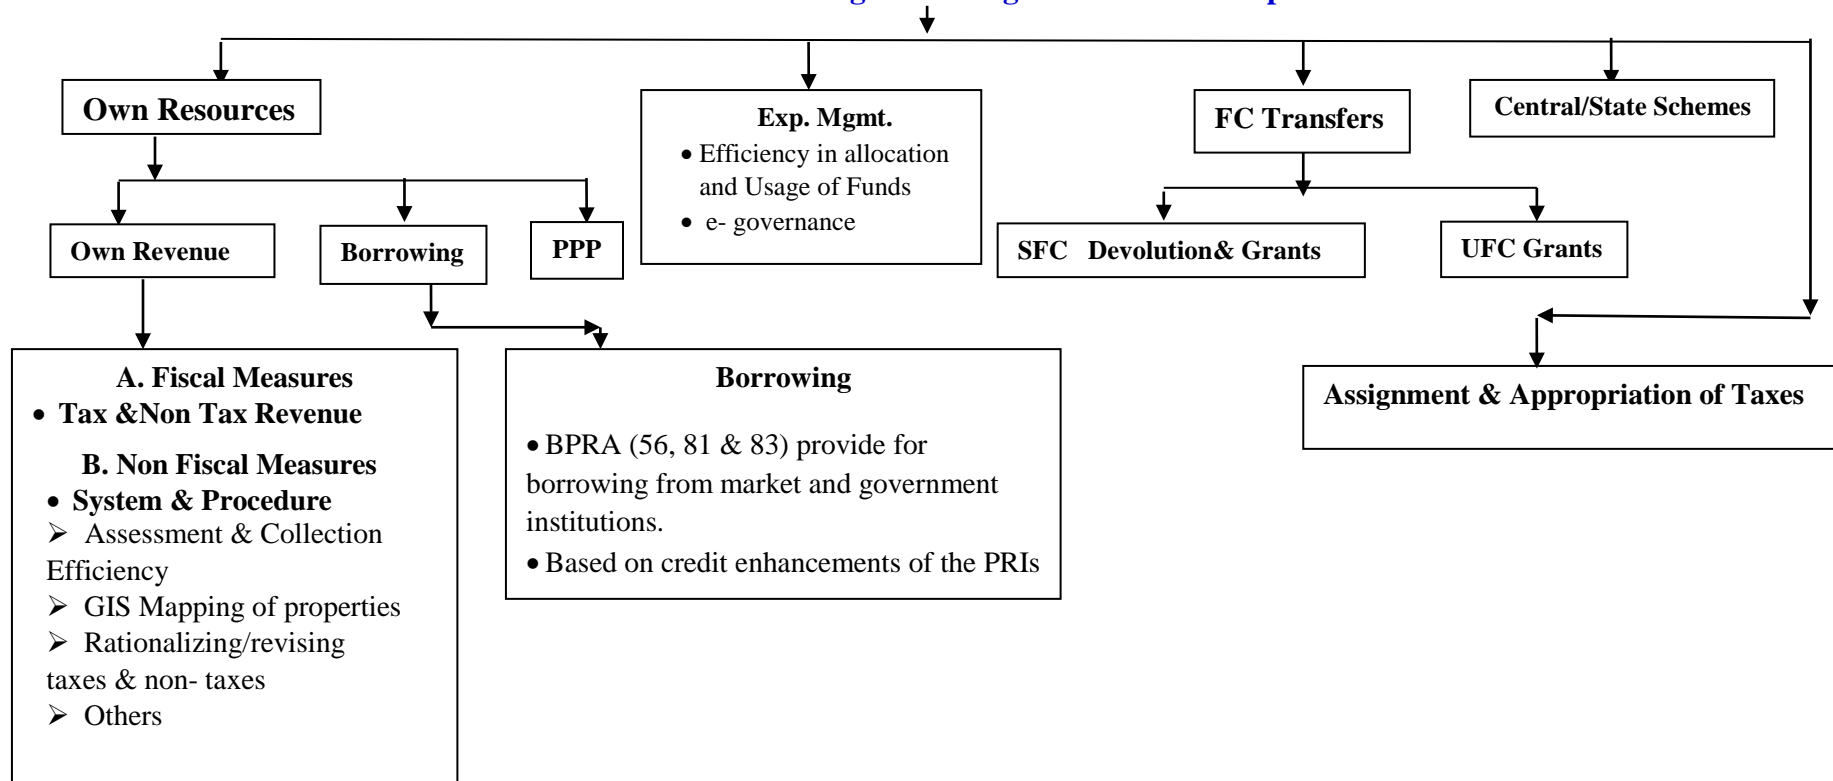 Own Resources
Exp. Mgmt.
• Efficiency in allocation
and Usage of Funds
• e- governance
FC Transfers
Central/State Schemes
Own Revenue
Borrowing
PPP
SFC Devolution& Grants
UFC Grants
A. Fiscal Measures
• Tax &Non Tax Revenue
B. Non Fiscal Measures
• System & Procedure
➢ Assessment & Collection
Efficiency
➢ GIS Mapping of properties
➢ Rationalizing/revising
taxes & non- taxes
➢ Others
Borrowing
• BPRA (56, 81 & 83) provide for
borrowing from market and government
institutions.
• Based on credit enhancements of the PRIs
Assignment & Appropriation of Taxes